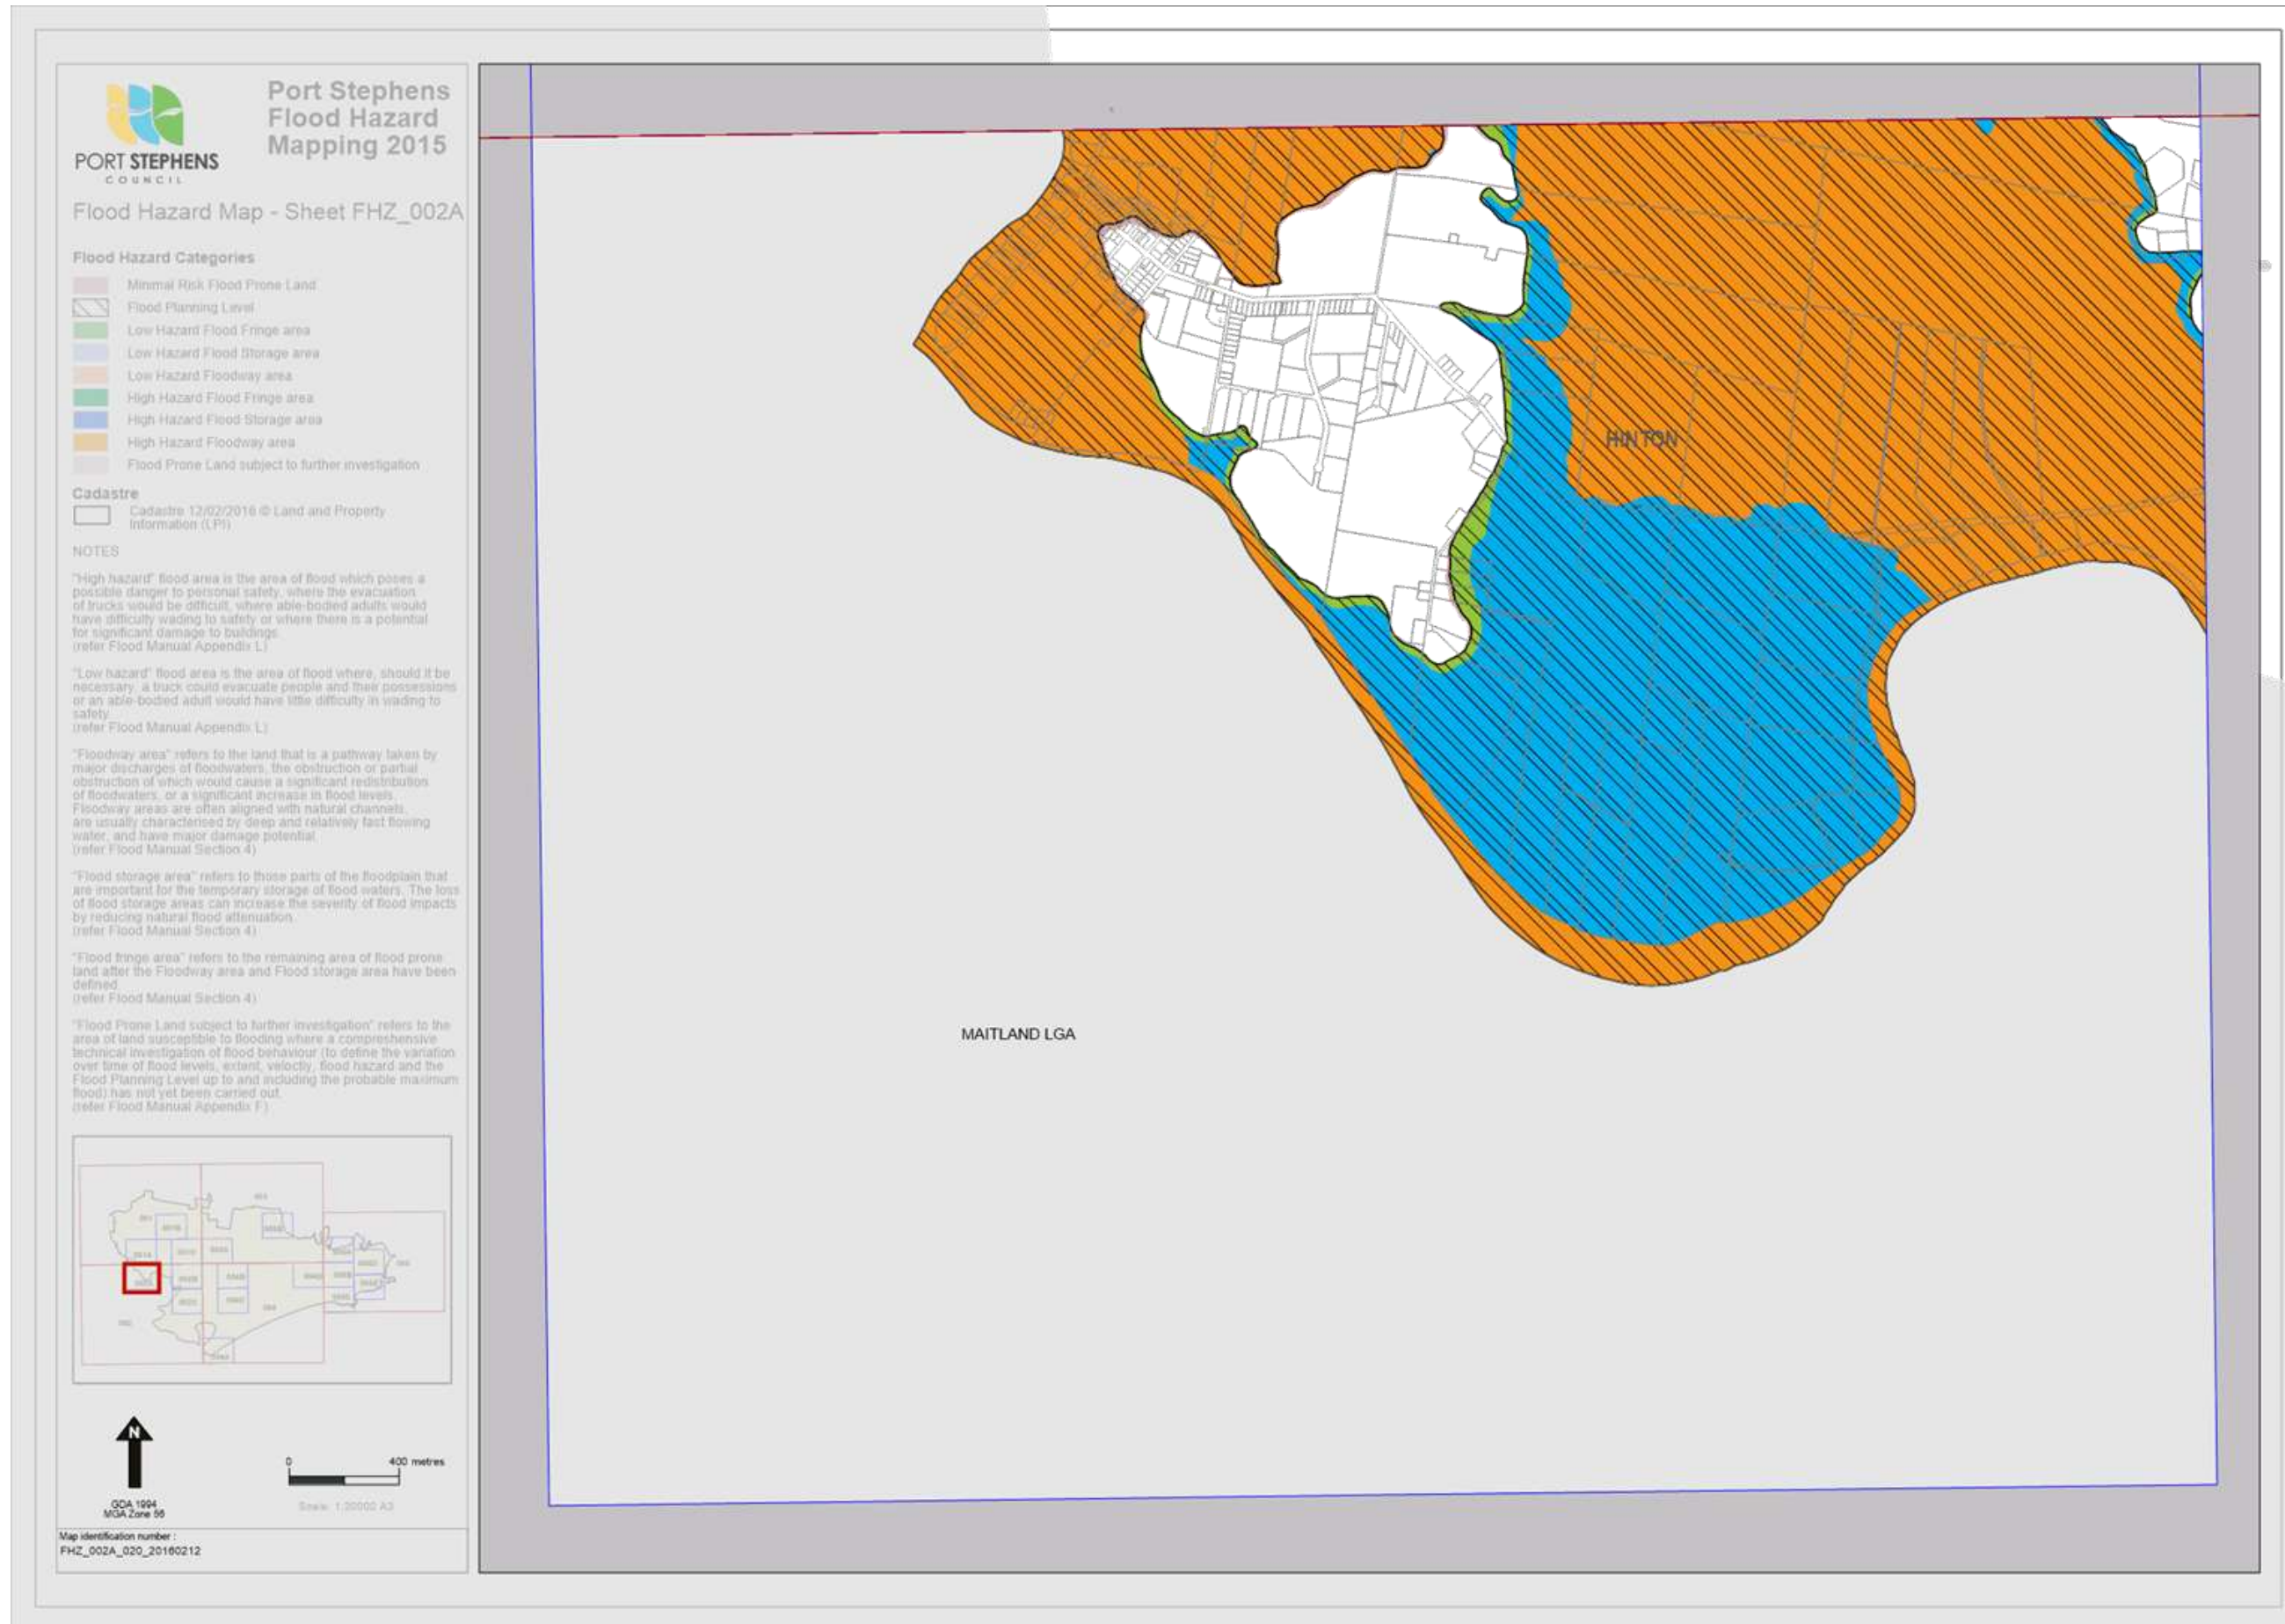 PORT STEPHENS
COUNCIL
Port Stephens
Flood Hazard
Mapping 2015
Flood Hazard Map - Sheet FHZ_002A
Flood Hazard Categories
Minimal Risk Flood Prone Land
Flood Planning Level
Low Hazard Flood Fringe area
Low Hazard Flood Storage area
Low Hazard Floodway area
High Hazard Flood Fringe area
High Hazard Flood Storage area
High Hazard Floodway area
Flood Prone Land subject to further investigation
Cadastre
Cadastre 12/02/2016 © Land and Property
Information (LPI)
NOTES
"High hazard" flood area is the area of flood which poses a
possible danger to personal safety, where the evacuation
of trucks would be difficult, where able-bodied adults would
have difficulty wading to safety or where there is a potential
for significant damage to buildings.
(refer Flood Manual Appendix L)
"Low hazard" flood area is the area of flood where, should it be
necessary, a truck could evacuate people and their possessions
or an able-bodied adult would have little difficulty in wading to
safety.
(refer Flood Manual Appendix L)
"Floodway area" refers to the land that is a pathway taken by
major discharges of floodwaters, the obstruction or partial
obstruction of which would cause a significant redistribution
of floodwaters, or a significant increase in flood levels.
Floodway areas are often aligned with natural channels,
are usually characterised by deep and relatively fast flowing
water, and have major damage potential.
(refer Flood Manual Section 4)
"Flood storage area" refers to those parts of the floodplain that
are important for the temporary storage of flood waters. The loss
of flood storage areas can increase the severity of flood impacts
by reducing natural flood attenuation.
(refer Flood Manual Section 4)
"Flood fringe area" refers to the remaining area of flood prone
land after the Floodway area and Flood storage area have been
defined.
(refer Flood Manual Section 4)
"Flood Prone Land subject to further investigation" refers to the
area of land susceptible to flooding where a comprehensive
technical investigation of flood behaviour (to define the variation
over time of flood levels, extent, veloctiy, flood hazard and the
Flood Planning Level up to and including the probable maximum
flood) has not yet been carried out.
(refer Flood Manual Appendix F)
N
GDA 1994
MGA Zone 56
0 400 metres
Scale: 1:20000 A3
Map identification number :
FHZ_002A_020_20160212
HINTON
MAITLAND LGA